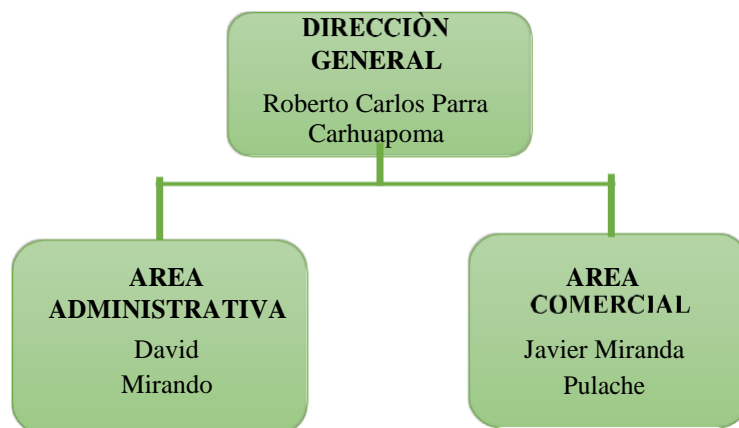 DIRECCIÒN
GENERAL
Roberto Carlos Parra
Carhuapoma
AREA
ADMINISTRATIVA
David
Mirando
AREA
COMERCIAL
Javier Miranda
Pulache